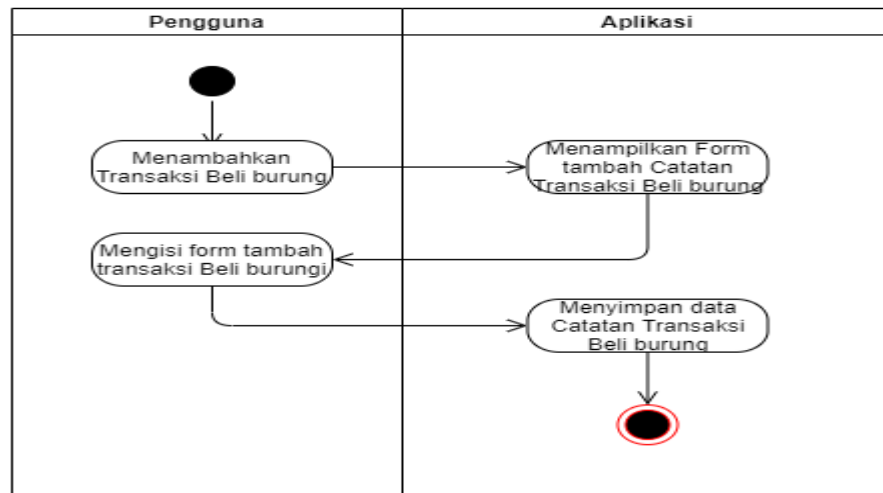 Pengguna
Aplikasi
Menambahkan
Transaksi Beli burung
Menampilkan Form
tambah Catatan
Transaksi Beli burung
Mengisi form tambah
transaksi Beli burungi
Menyimpan data
Catatan Transaksi
Beli burung